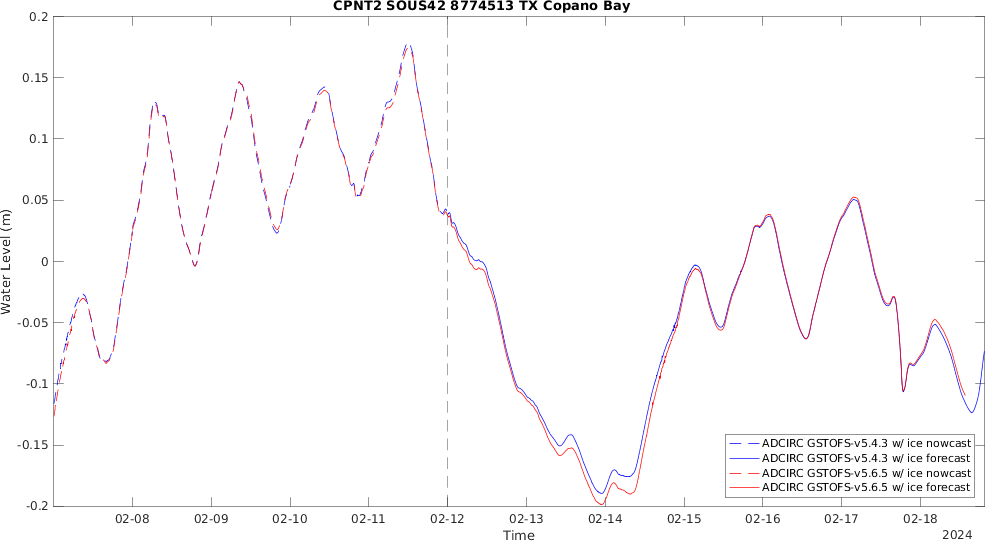 CPNT2 SOUS42 8774513 TX Copano Bay
Water Level (m)
0.2
0.15
0.1
0.05
0
-0.05
-0.1
-0.15
-0.2
02-08 02-09 02-10 02-11 02-12 02-13 02-14 02-15 02-16 02-17 02-18
Time
2024
ADCIRC GSTOFS-v5.4.3 w/ ice nowcast
ADCIRC GSTOFS-v5.4.3 w/ ice forecast
ADCIRC GSTOFS-v5.6.5 w/ ice nowcast
ADCIRC GSTOFS-v5.6.5 w/ ice forecast